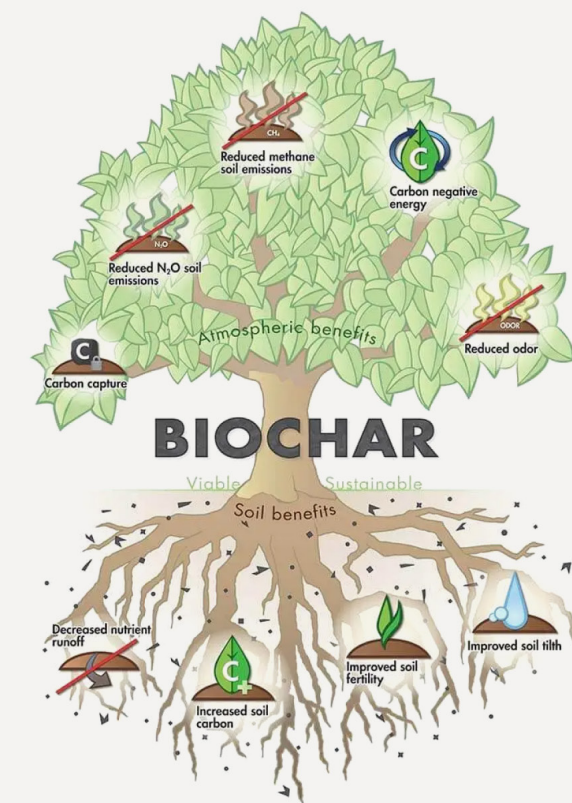 CH₄
Reduced methane
soil emissions
C
Carbon negative
energy
N₂O
Reduced N₂O soil
emissions
ODOR
Reduced odor
Atmospheric benefits
C
Carbon capture
BIOCHAR
Viable
Sustainable
Soil benefits
Decreased nutrient
runoff
C
Increased soil
carbon
Improved soil
fertility
Improved soil tilth